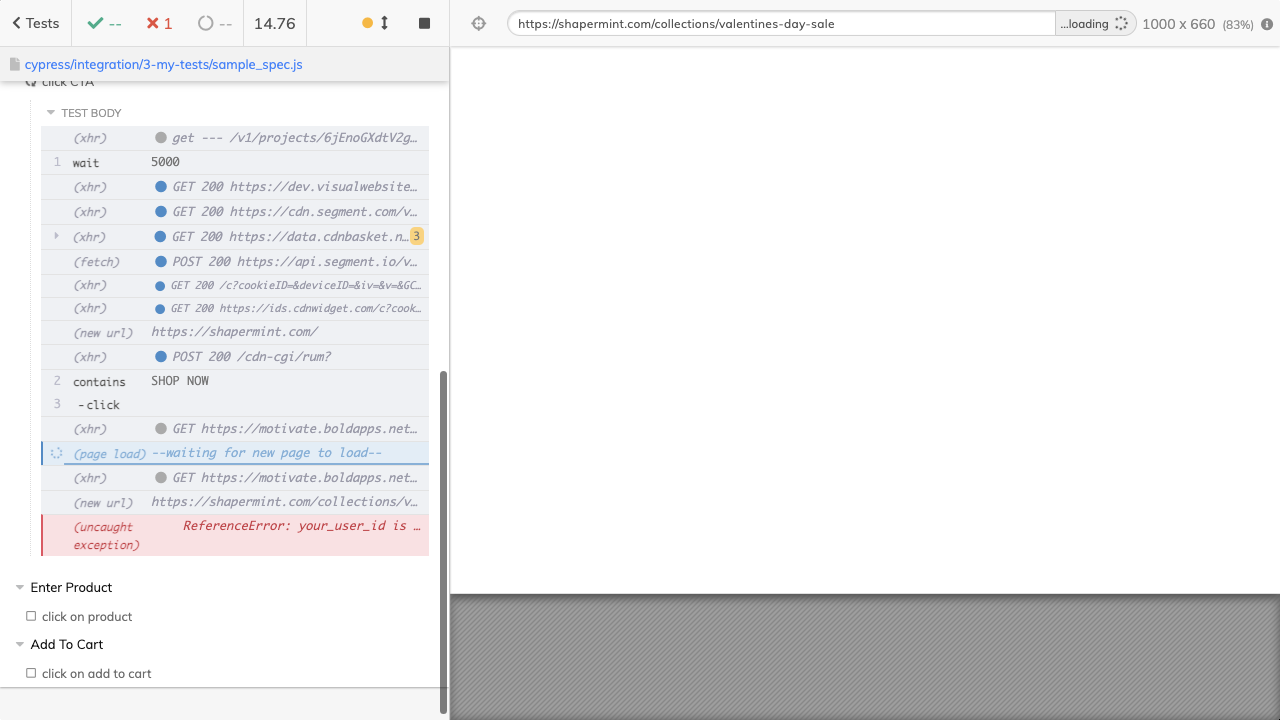 Tests
--
1
--
14.76
https://shapermint.com/collections/valentines-day-sale
...loading
1000 x 660 (83%)
cypress/integration/3-my-tests/sample_spec.js
click CTA
TEST BODY
(xhr) get --- /v1/projects/6jEnoGXdtV2g…
1 wait 5000
(xhr) GET 200 https://dev.visualwebsite…
(xhr) GET 200 https://cdn.segment.com/v…
(xhr) GET 200 https://data.cdnbasket.n… 3
(fetch) POST 200 https://api.segment.io/v…
(xhr) GET 200 /c?cookieID=&deviceID=&iv=&v=&GC…
(xhr) GET 200 https://ids.cdnwidget.com/c?cook…
(new url) https://shapermint.com/
(xhr) POST 200 /cdn-cgi/rum?
2 contains SHOP NOW
3 -click
(xhr) GET https://motivate.boldapps.net…
(page load) --waiting for new page to load--
(xhr) GET https://motivate.boldapps.net…
(new url) https://shapermint.com/collections/v…
(uncaught ReferenceError: your_user_id is …
exception)
Enter Product
click on product
Add To Cart
click on add to cart